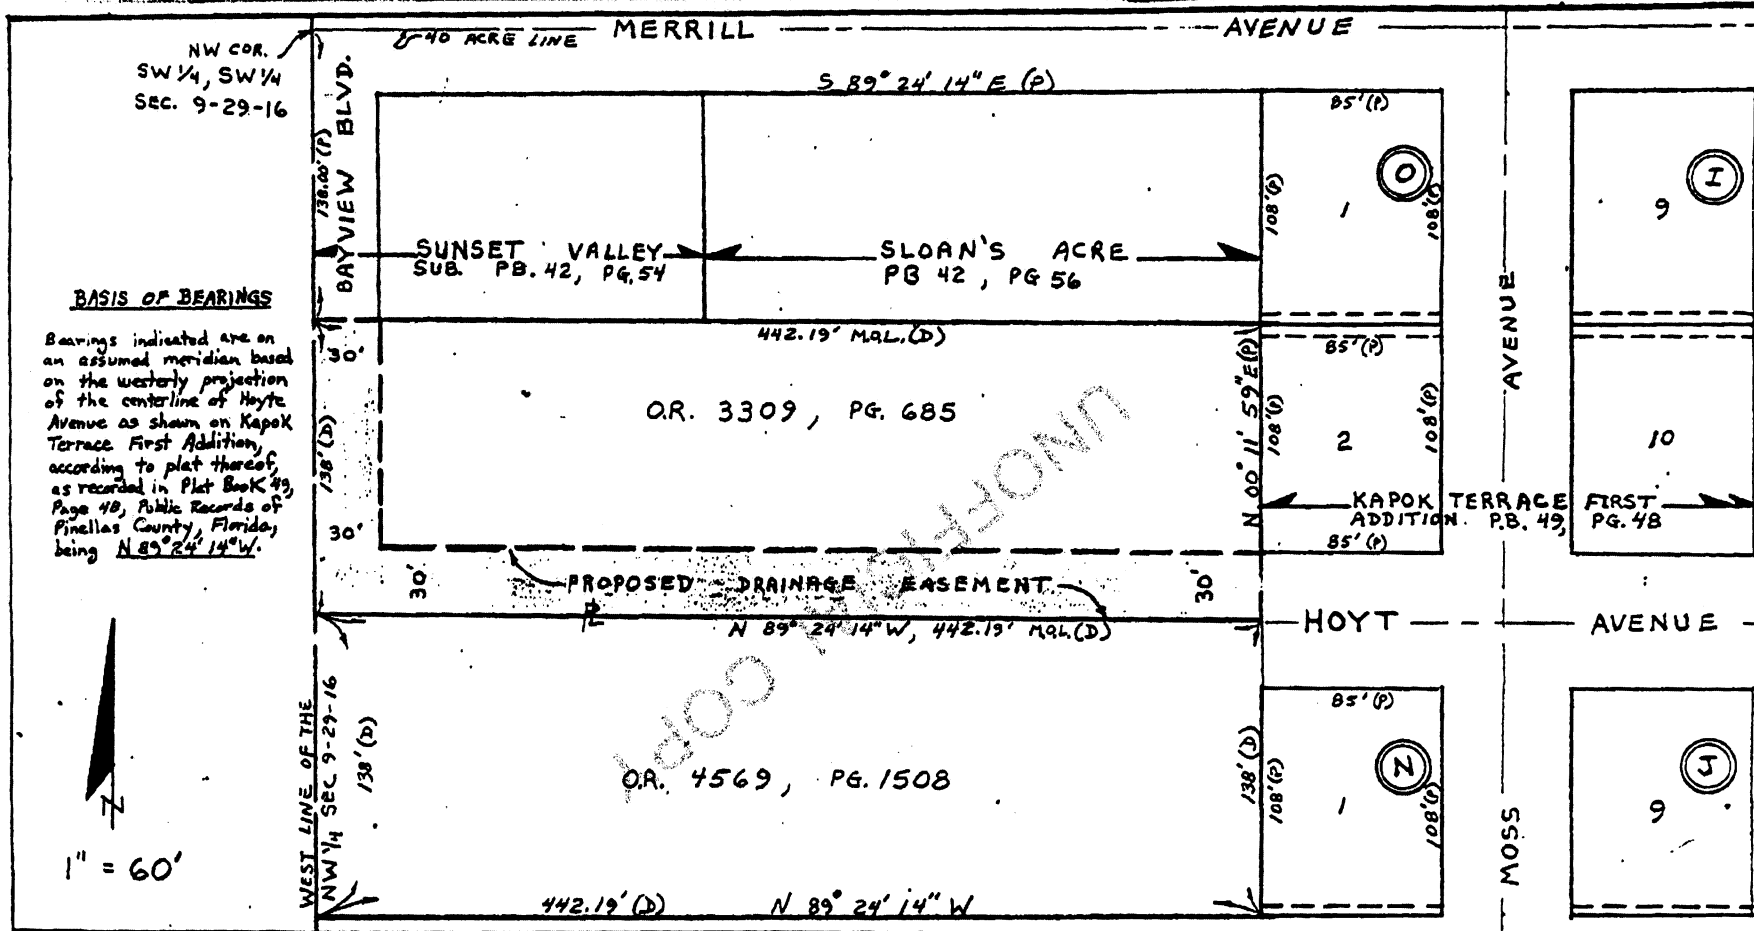 MERRILL AVENUE
40 ACRE LINE
NW COR.
SW 1/4, SW 1/4
SEC. 9-29-16
BAYVIEW BLVD.
138.00' (P)
S 89° 24' 14" E (P)
85' (P)
108' (P)
1
O
108' (P)
9
I
SUNSET VALLEY
SUB. PB. 42, PG. 54
SLOAN'S ACRE
PB 42, PG 56
AVENUE
BASIS OF BEARINGS
Bearings indicated are on
an assumed meridian based
on the westerly projection
of the centerline of Hoyte
Avenue as shown on Kapok
Terrace First Addition,
according to plat thereof,
as recorded in Plat Book 49,
Page 48, Public Records of
Pinellas County, Florida,
being N 89° 24' 14" W.
30'
138' (D)
30'
442.19' M.O.L. (D)
O.R. 3309, PG. 685
N 00° 11' 59" E (P)
85' (P)
108' (P)
2
108' (P)
10
KAPOK TERRACE FIRST
ADDITION. P.B. 49, PG. 48
85' (P)
30'
PROPOSED DRAINAGE EASEMENT
30'
N 89° 24' 14" W, 442.19' M.O.L. (D)
HOYT AVENUE
UNOFFICIAL COPY
WEST LINE OF THE
NW 1/4 SEC 9-29-16
138' (D)
O.R. 4569, PG. 1508
138' (D)
85' (P)
108' (P)
1
N
108' (P)
9
J
MOSS
N
1" = 60'
442.19' (D) N 89° 24' 14" W